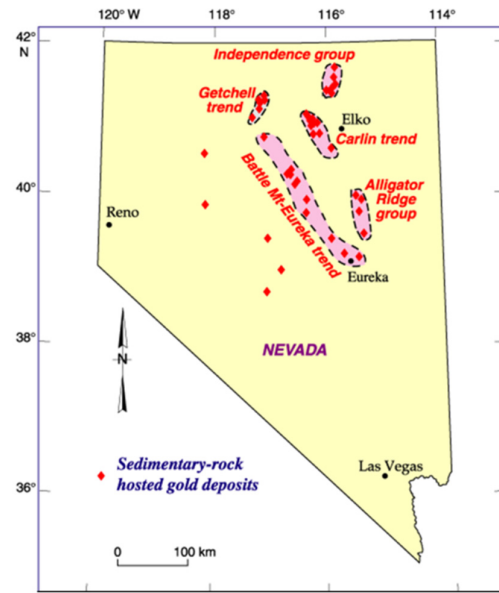 120° W
118°
116°
114°
42°
N
Independence group
Getchell
trend
Elko
Carlin trend
40°
Battle Mt-Eureka trend
Alligator
Ridge
group
Reno
Eureka
38°
N
NEVADA
Las Vegas
Sedimentary-rock
hosted gold deposits
36°
0 100 km